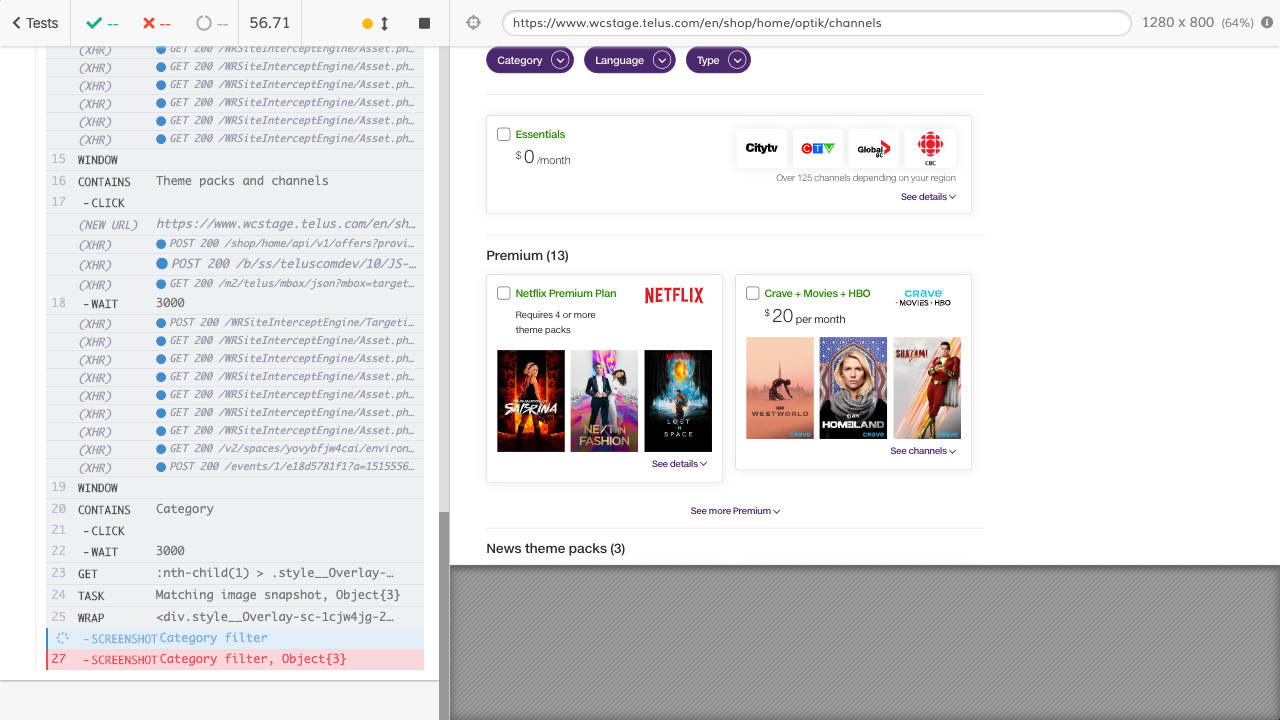 Tests
--
--
--
56.71
https://www.wcstage.telus.com/en/shop/home/optik/channels
1280 x 800 (64%)
(XHR) GET 200 /WRSiteInterceptEngine/Asset.ph…
(XHR) GET 200 /WRSiteInterceptEngine/Asset.ph…
(XHR) GET 200 /WRSiteInterceptEngine/Asset.ph…
(XHR) GET 200 /WRSiteInterceptEngine/Asset.ph…
(XHR) GET 200 /WRSiteInterceptEngine/Asset.ph…
(XHR) GET 200 /WRSiteInterceptEngine/Asset.ph…
15 WINDOW
16 CONTAINS Theme packs and channels
17 -CLICK
(NEW URL) https://www.wcstage.telus.com/en/sh…
(XHR) POST 200 /shop/home/api/v1/offers?provi…
(XHR) POST 200 /b/ss/teluscomdev/10/JS-…
(XHR) GET 200 /m2/telus/mbox/json?mbox=target…
18 -WAIT 3000
(XHR) POST 200 /WRSiteInterceptEngine/Targeti…
(XHR) GET 200 /WRSiteInterceptEngine/Asset.ph…
(XHR) GET 200 /WRSiteInterceptEngine/Asset.ph…
(XHR) GET 200 /WRSiteInterceptEngine/Asset.ph…
(XHR) GET 200 /WRSiteInterceptEngine/Asset.ph…
(XHR) GET 200 /WRSiteInterceptEngine/Asset.ph…
(XHR) GET 200 /WRSiteInterceptEngine/Asset.ph…
(XHR) GET 200 /v2/spaces/yovybfjw4cai/environ…
(XHR) POST 200 /events/1/e18d5781f1?a=1515556…
19 WINDOW
20 CONTAINS Category
21 -CLICK
22 -WAIT 3000
23 GET :nth-child(1) > .style__Overlay-…
24 TASK Matching image snapshot, Object{3}
25 WRAP <div.style__Overlay-sc-1cjw4jg-2…
-SCREENSHOT Category filter
27 -SCREENSHOT Category filter, Object{3}
Category Language Type
Essentials
$0 /month
Citytv CTV Global BC CBC
Over 125 channels depending on your region
See details
Premium (13)
Netflix Premium Plan
NETFLIX
Requires 4 or more
theme packs
SABRINA
NEXT IN
FASHION
NETFLIX
LOST
IN
SPACE
See details
Crave + Movies + HBO
CRAVE
+ MOVIES + HBO
$20 per month
HBO
WESTWORLD
CRAVE
HOMELAND
CRAVE
SHAZAM!
CRAVE
See channels
See more Premium
News theme packs (3)